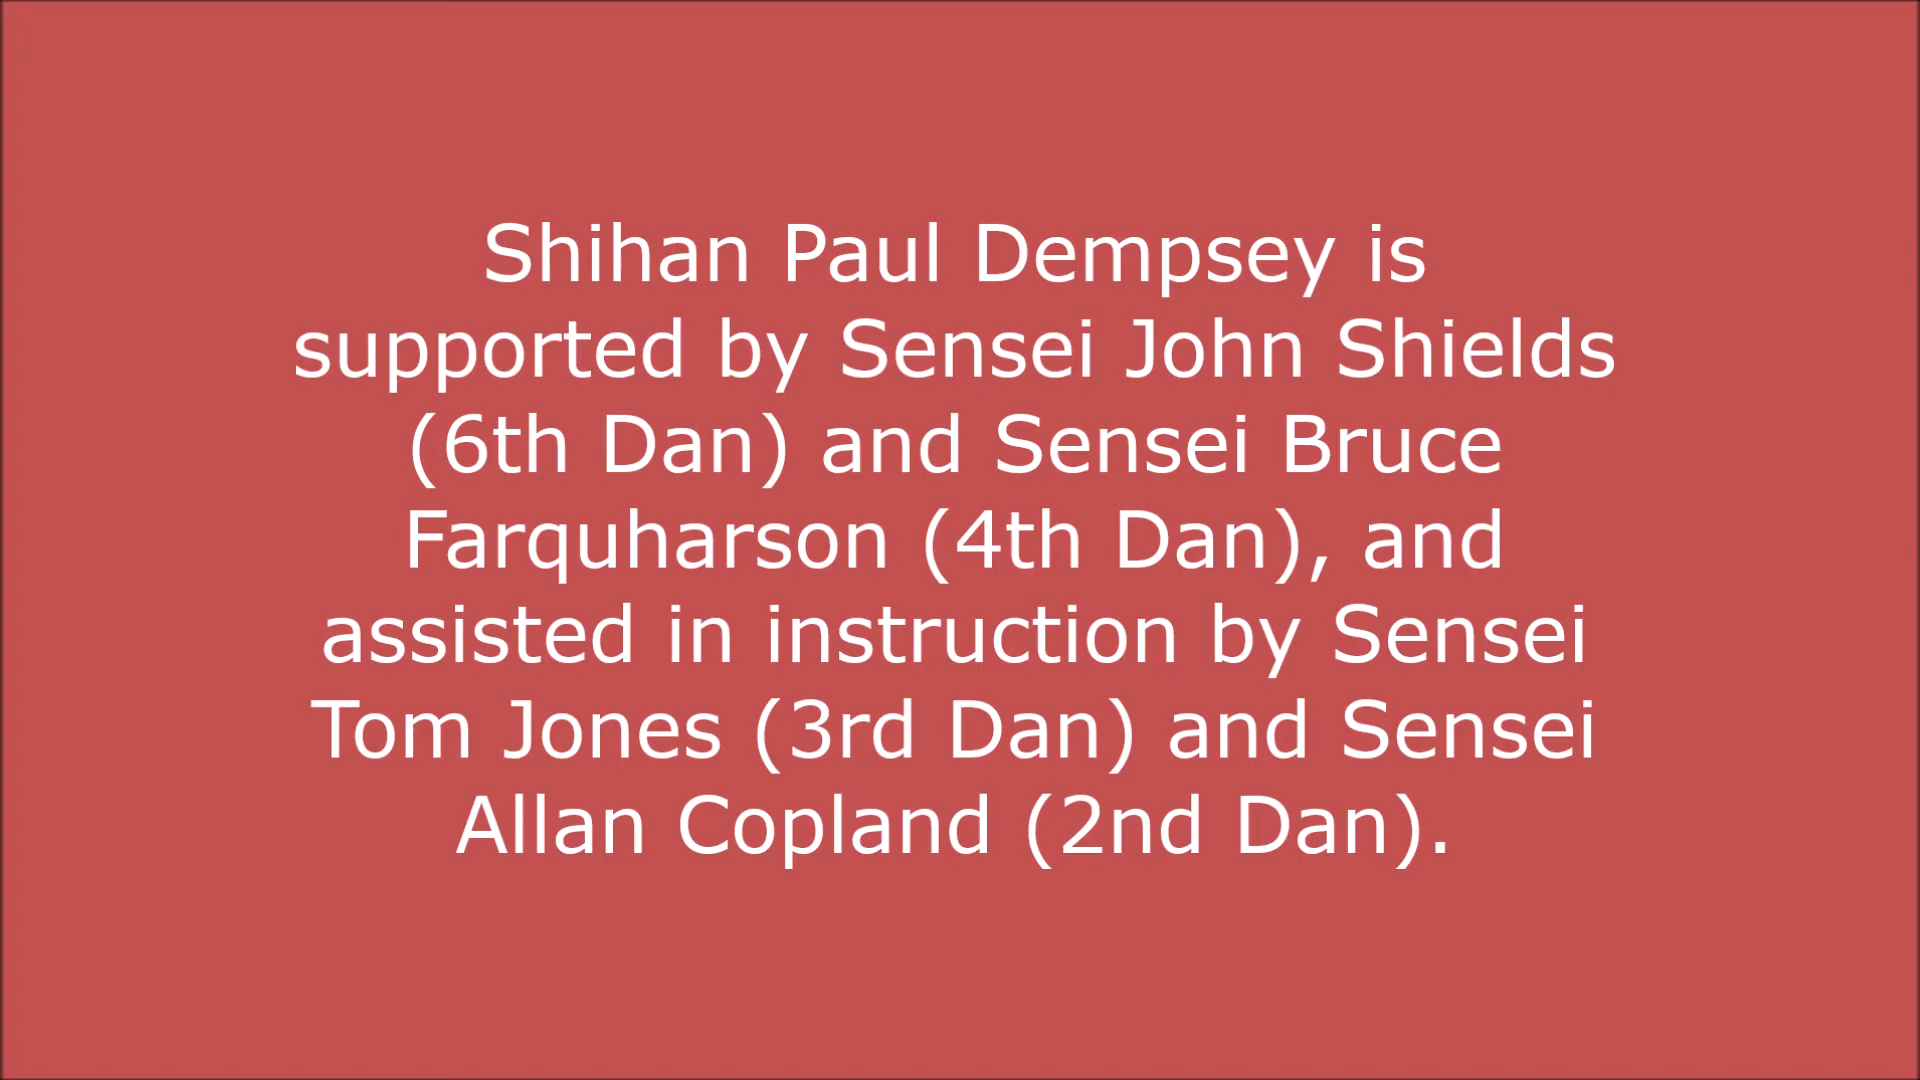 Shihan Paul Dempsey is
supported by Sensei John Shields
(6th Dan) and Sensei Bruce
Farquharson (4th Dan), and
assisted in instruction by Sensei
Tom Jones (3rd Dan) and Sensei
Allan Copland (2nd Dan).